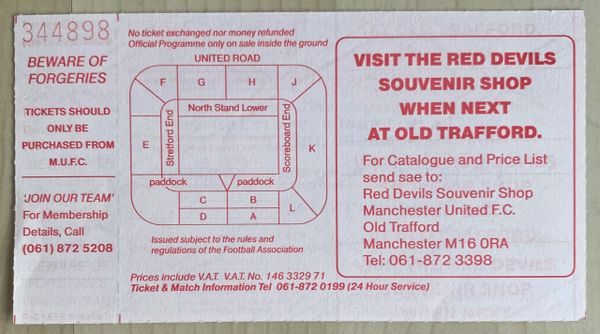 344898
BEWARE OF
FORGERIES
TICKETS SHOULD
ONLY BE
PURCHASED FROM
M.U.F.C.
'JOIN OUR TEAM'
For Membership
Details, Call
(061) 872 5208
No ticket exchanged nor money refunded
Official Programme only on sale inside the ground
UNITED ROAD
F G H J
North Stand Lower
E
Stretford End
Scoreboard End
K
paddock paddock
C B
D A
L
Issued subject to the rules and
regulations of the Football Association
Prices include V.A.T. V.A.T. No. 146 3329 71
Ticket & Match Information Tel 061-872 0199 (24 Hour Service)
VISIT THE RED DEVILS
SOUVENIR SHOP
WHEN NEXT
AT OLD TRAFFORD.
For Catalogue and Price List
send sae to:
Red Devils Souvenir Shop
Manchester United F.C.
Old Trafford
Manchester M16 0RA
Tel: 061-872 3398